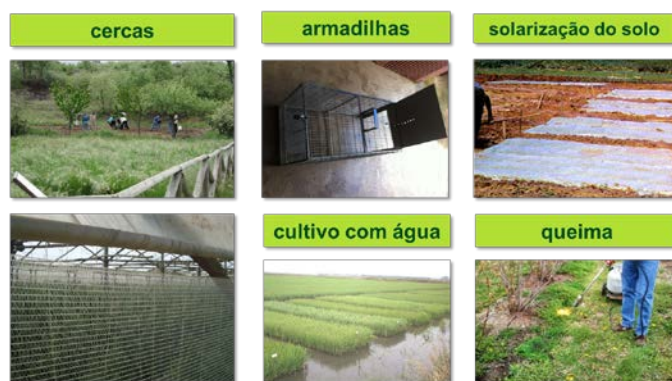 cercas
armadilhas
solarização do solo
cultivo com água
queima